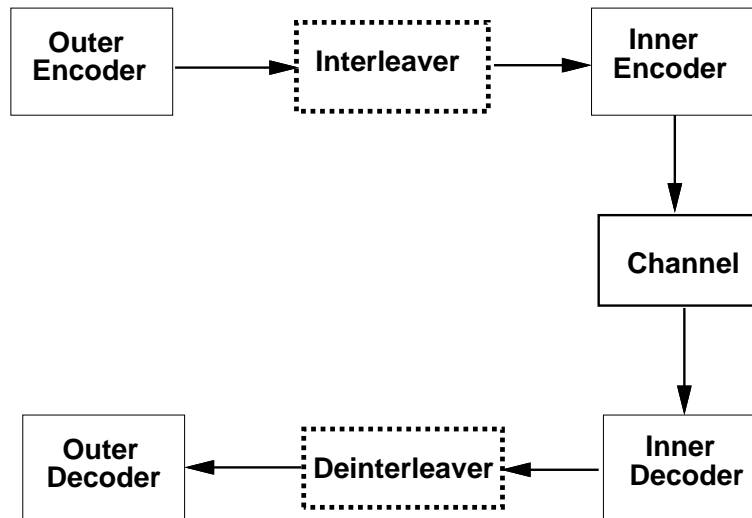 Outer
Encoder
Interleaver
Inner
Encoder
Channel
Outer
Decoder
Deinterleaver
Inner
Decoder